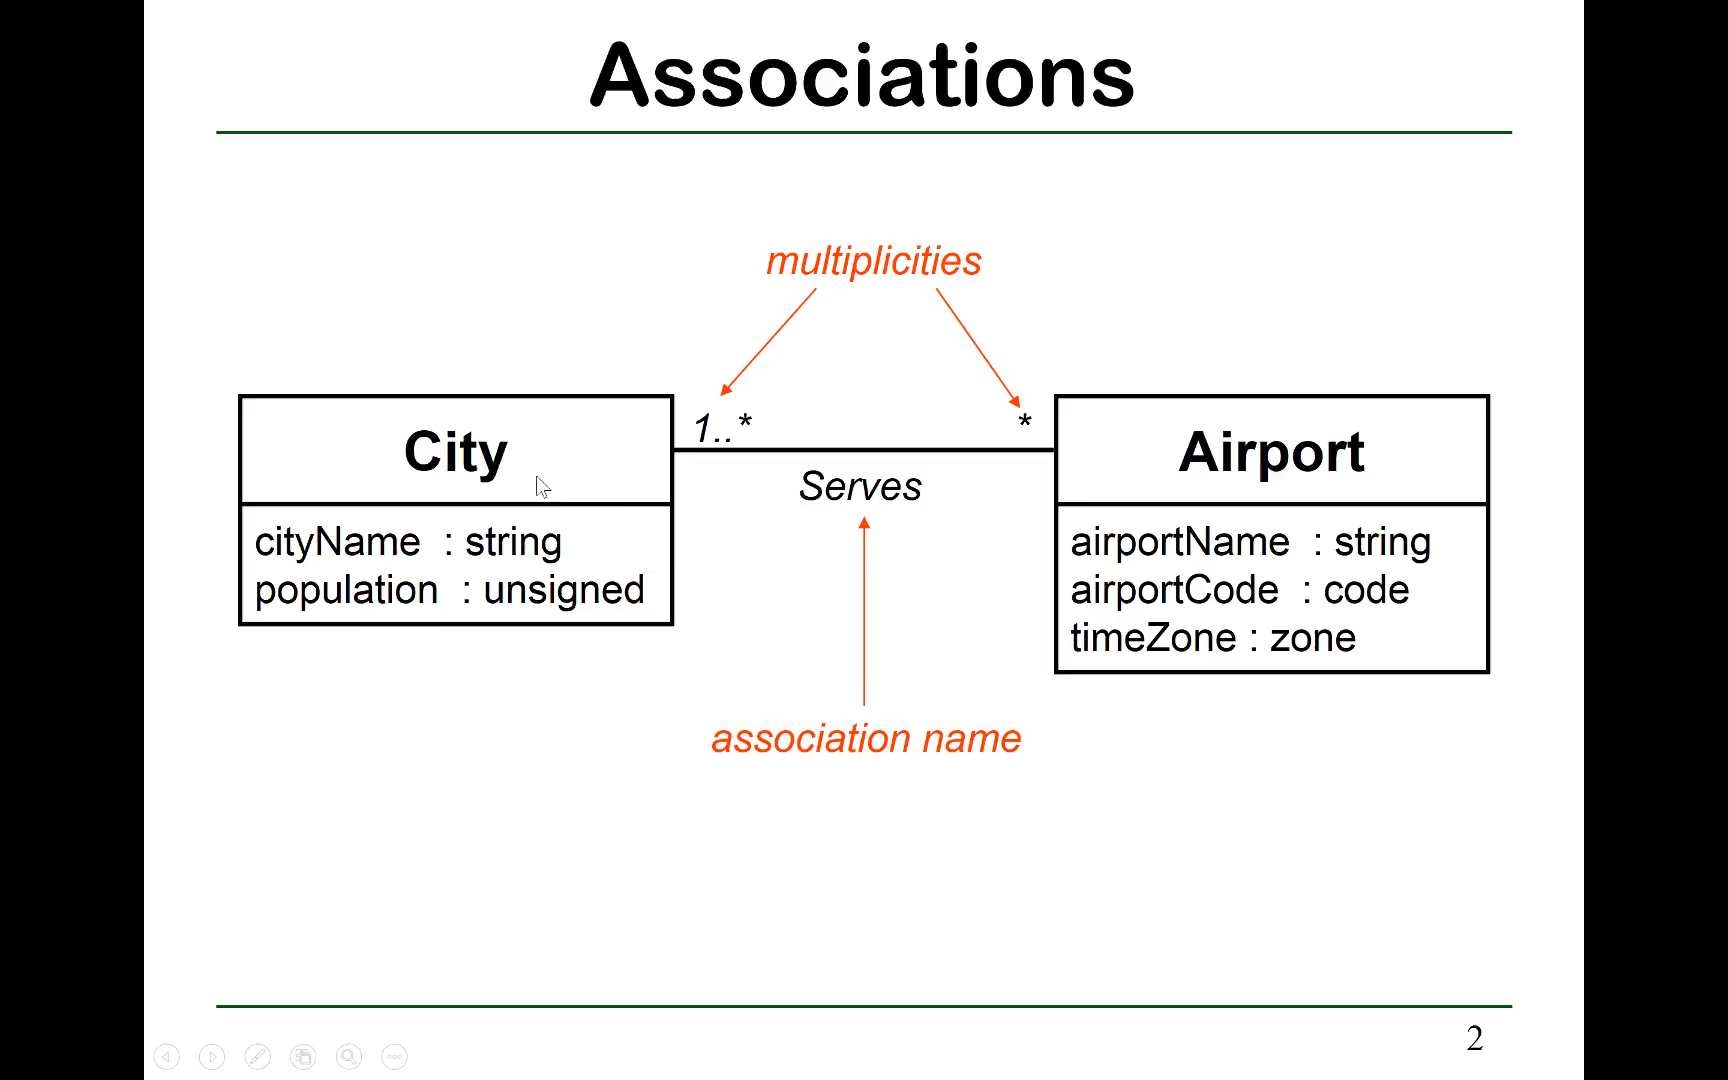 Associations
multiplicities
1..*
*
City
Airport
Serves
cityName : string
population : unsigned
airportName : string
airportCode : code
timeZone : zone
association name
2